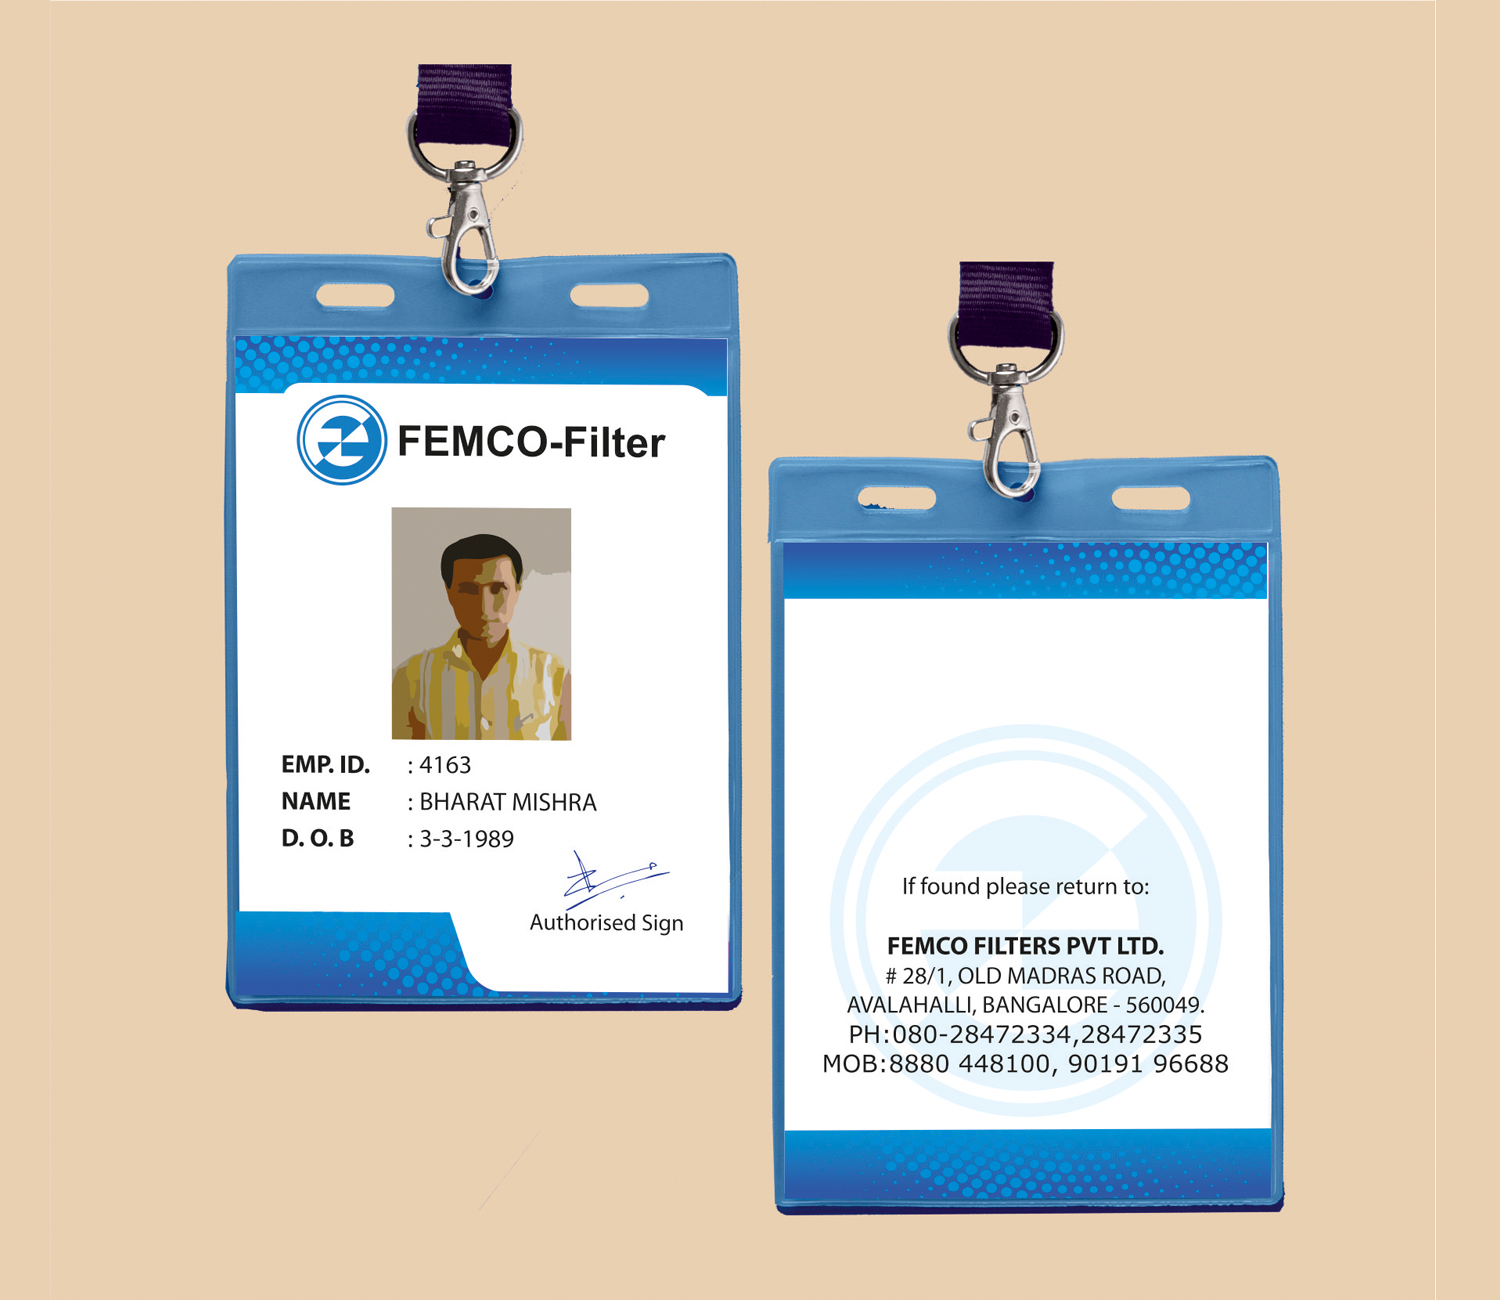 FEMCO-Filter
EMP. ID. : 4163
NAME : BHARAT MISHRA
D. O. B : 3-3-1989
Authorised Sign
If found please return to:
FEMCO FILTERS PVT LTD.
# 28/1, OLD MADRAS ROAD,
AVALAHALLI, BANGALORE - 560049.
PH:080-28472334,28472335
MOB:8880 448100, 90191 96688